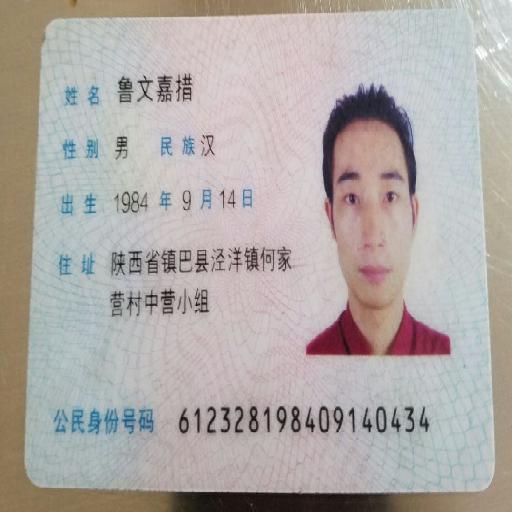 姓名 鲁文嘉措
性别 男 民族 汉
出生 1984 年 9 月 14 日
住址 陕西省镇巴县泾洋镇何家
营村中营小组
公民身份号码 612328198409140434